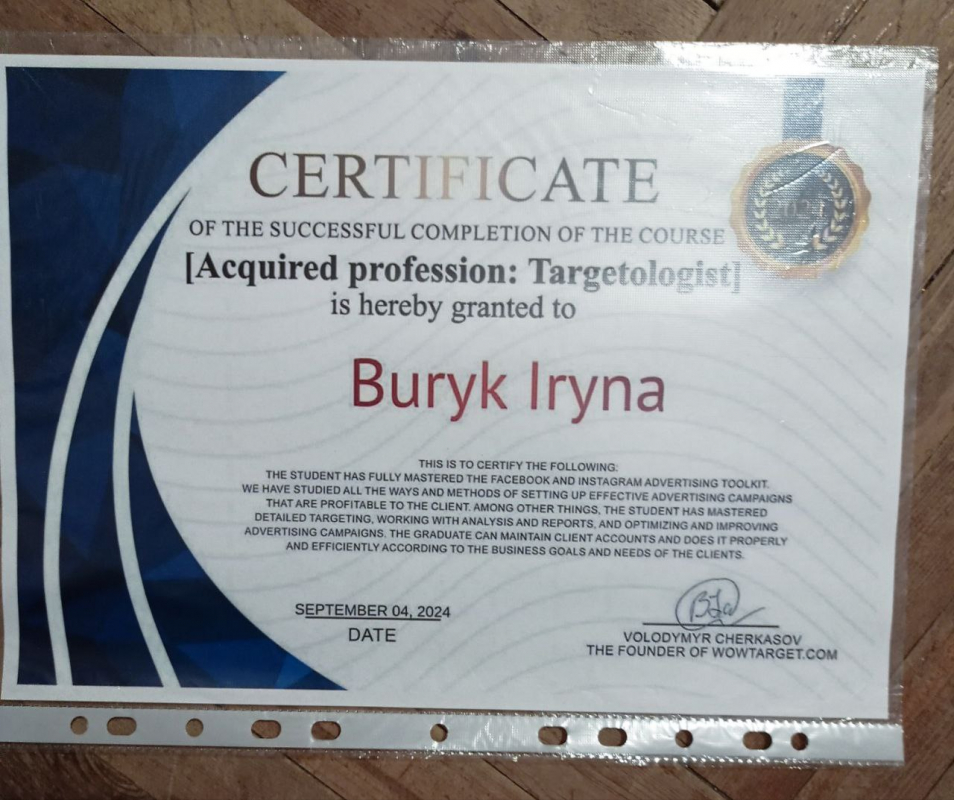 CERTIFICATE
OF THE SUCCESSFUL COMPLETION OF THE COURSE
[Acquired profession: Targetologist]
is hereby granted to
Buryk Iryna
THIS IS TO CERTIFY THE FOLLOWING:
THE STUDENT HAS FULLY MASTERED THE FACEBOOK AND INSTAGRAM ADVERTISING TOOLKIT.
WE HAVE STUDIED ALL THE WAYS AND METHODS OF SETTING UP EFFECTIVE ADVERTISING CAMPAIGNS
THAT ARE PROFITABLE TO THE CLIENT. AMONG OTHER THINGS, THE STUDENT HAS MASTERED
DETAILED TARGETING, WORKING WITH ANALYSIS AND REPORTS, AND OPTIMIZING AND IMPROVING
ADVERTISING CAMPAIGNS. THE GRADUATE CAN MAINTAIN CLIENT ACCOUNTS AND DOES IT PROPERLY
AND EFFICIENTLY ACCORDING TO THE BUSINESS GOALS AND NEEDS OF THE CLIENTS.
SEPTEMBER 04, 2024
DATE
VOLODYMYR CHERKASOV
THE FOUNDER OF WOWTARGET.COM